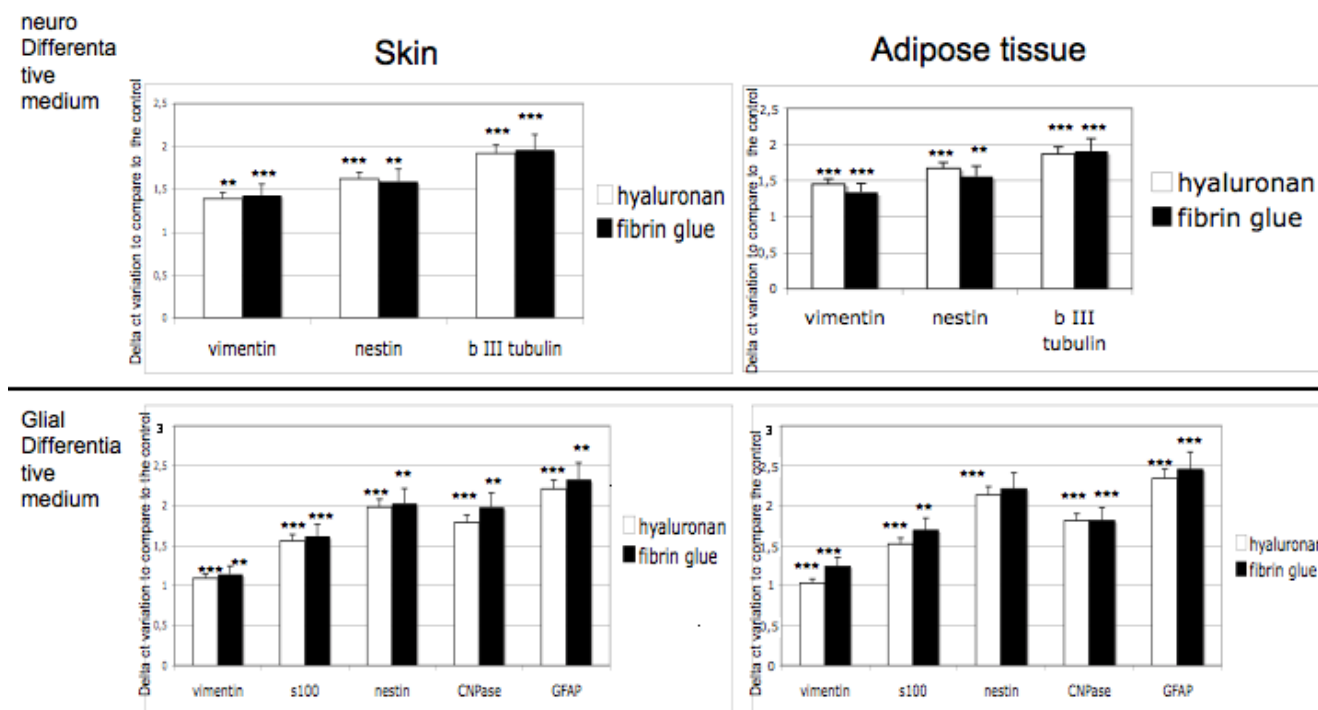 neuro
Differenta
tive
medium
Skin
Adipose tissue
Delta ct variation to compare to the control
2,5
2
1,5
1
0,5
0
** ***
*** **
*** ***
vimentin
nestin
b III tubulin
hyaluronan
fibrin glue
Delta ct variation to compare to the control
2,5
2
1,5
1
0,5
0
*** ***
*** **
*** ***
vimentin
nestin
b III
tubulin
hyaluronan
fibrin glue
Glial
Differentia
tive
medium
Delta ct variation to compare to the control
3
2,5
2
1,5
1
0,5
0
*** **
*** ***
*** **
*** **
*** **
vimentin
s100
nestin
CNPase
GFAP
hyaluronan
fibrin glue
Delta ct variation to compare the control
3
2,5
2
1,5
1
0,5
0
*** ***
*** **
***
*** ***
*** ***
vimentin
s100
nestin
CNPase
GFAP
hyaluronan
fibrin glue